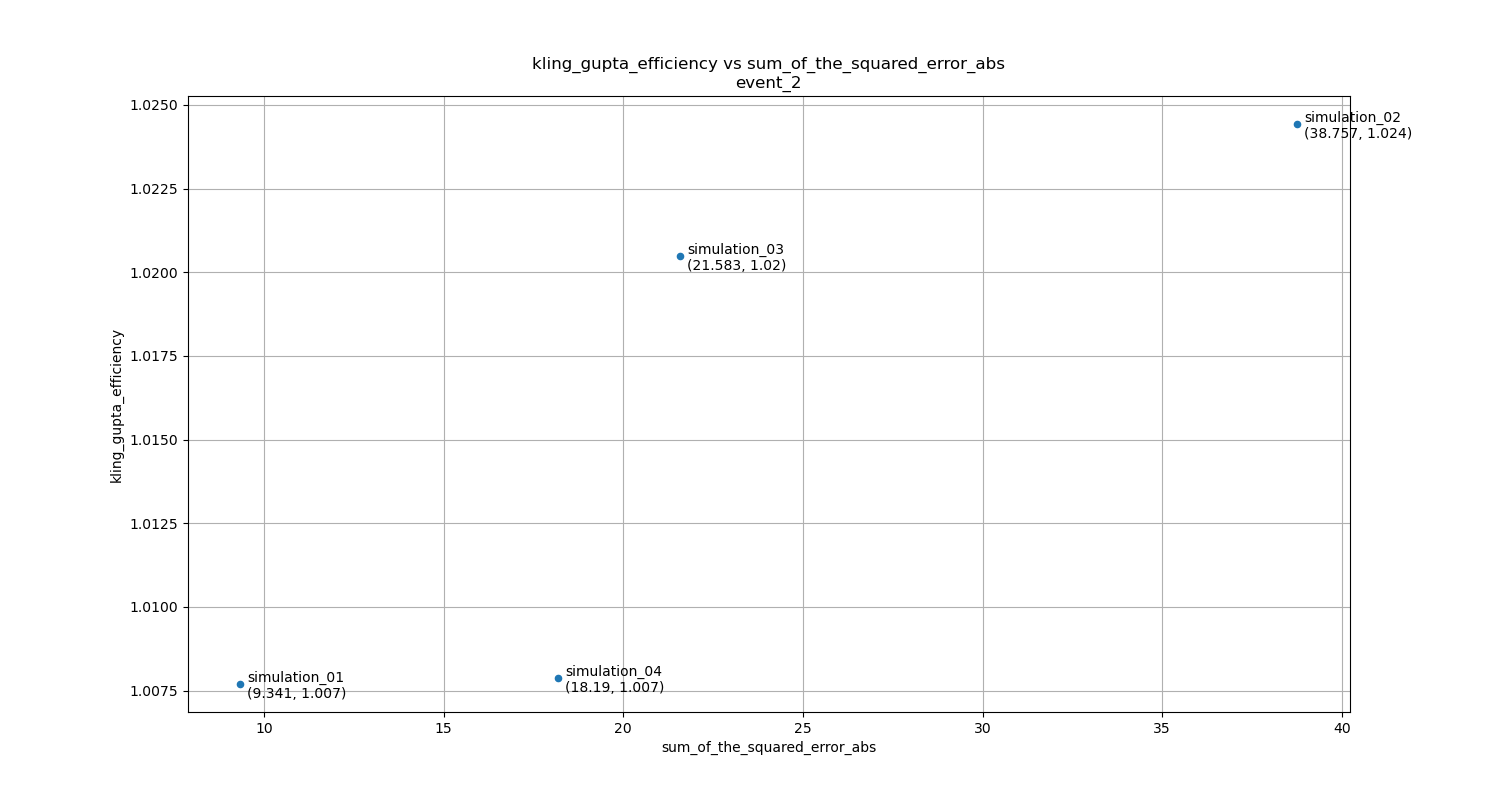 kling_gupta_efficiency vs sum_of_the_squared_error_abs
event_2
1.0250
1.0225
1.0200
1.0175
1.0150
1.0125
1.0100
1.0075
kling_gupta_efficiency
simulation_02
(38.757, 1.024)
simulation_03
(21.583, 1.02)
simulation_01
(9.341, 1.007)
simulation_04
(18.19, 1.007)
10 15 20 25 30 35 40
sum_of_the_squared_error_abs